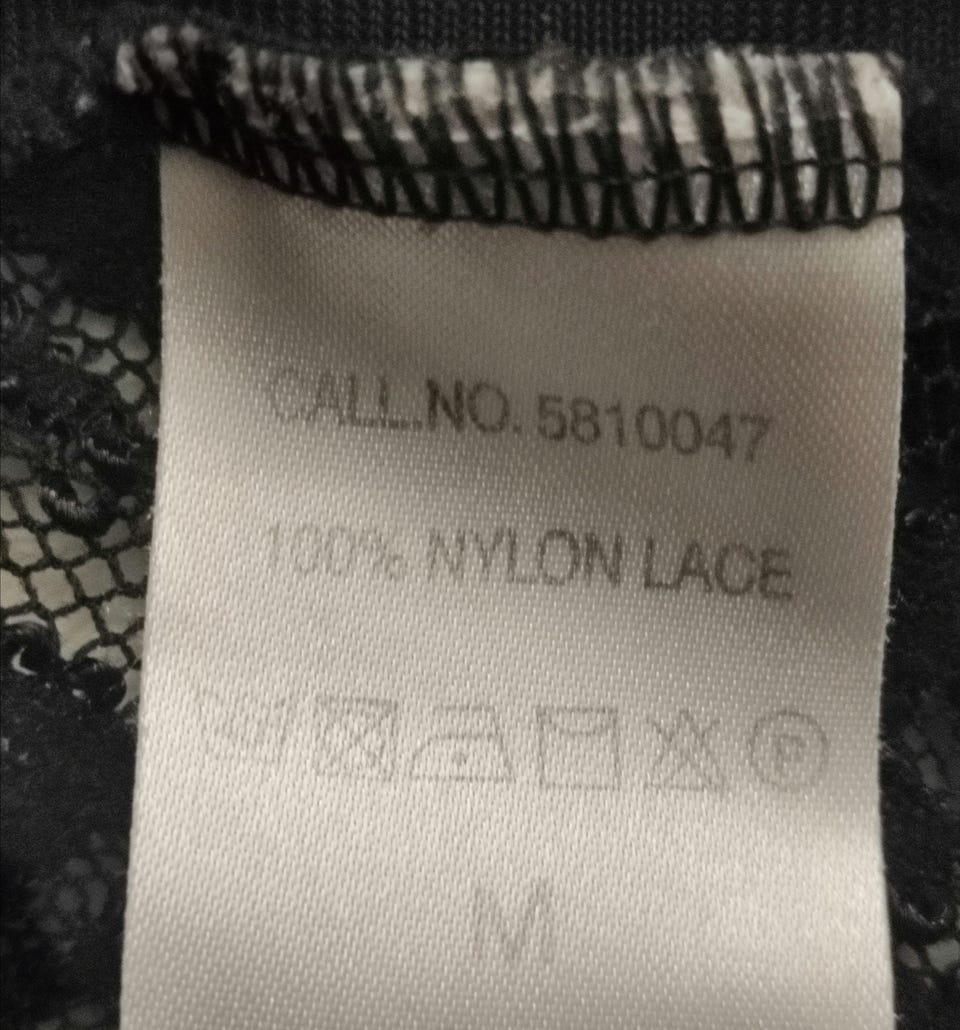 CALL.NO. 5810047
100% NYLON LACE
P
M